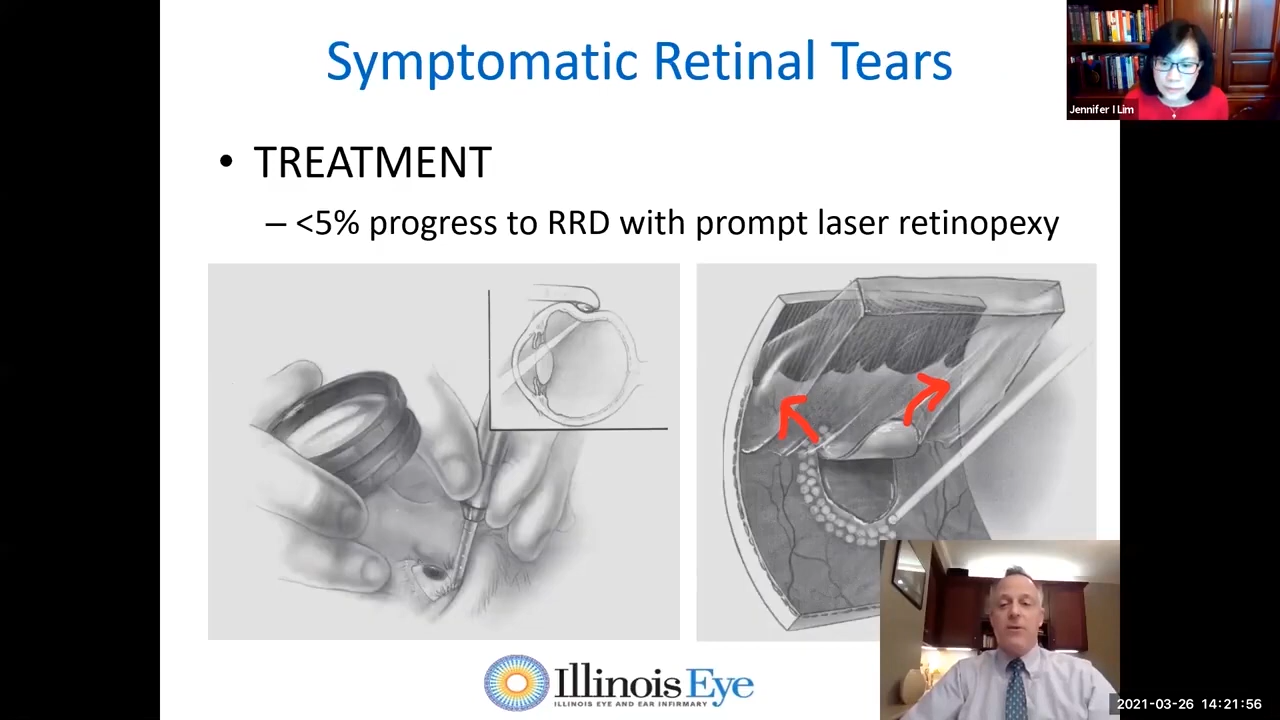 Symptomatic Retinal Tears
Jennifer I Lim
• TREATMENT
– <5% progress to RRD with prompt laser retinopexy
Illinois Eye
ILLINOIS EYE AND EAR INFIRMARY
2021-03-26 14:21:56